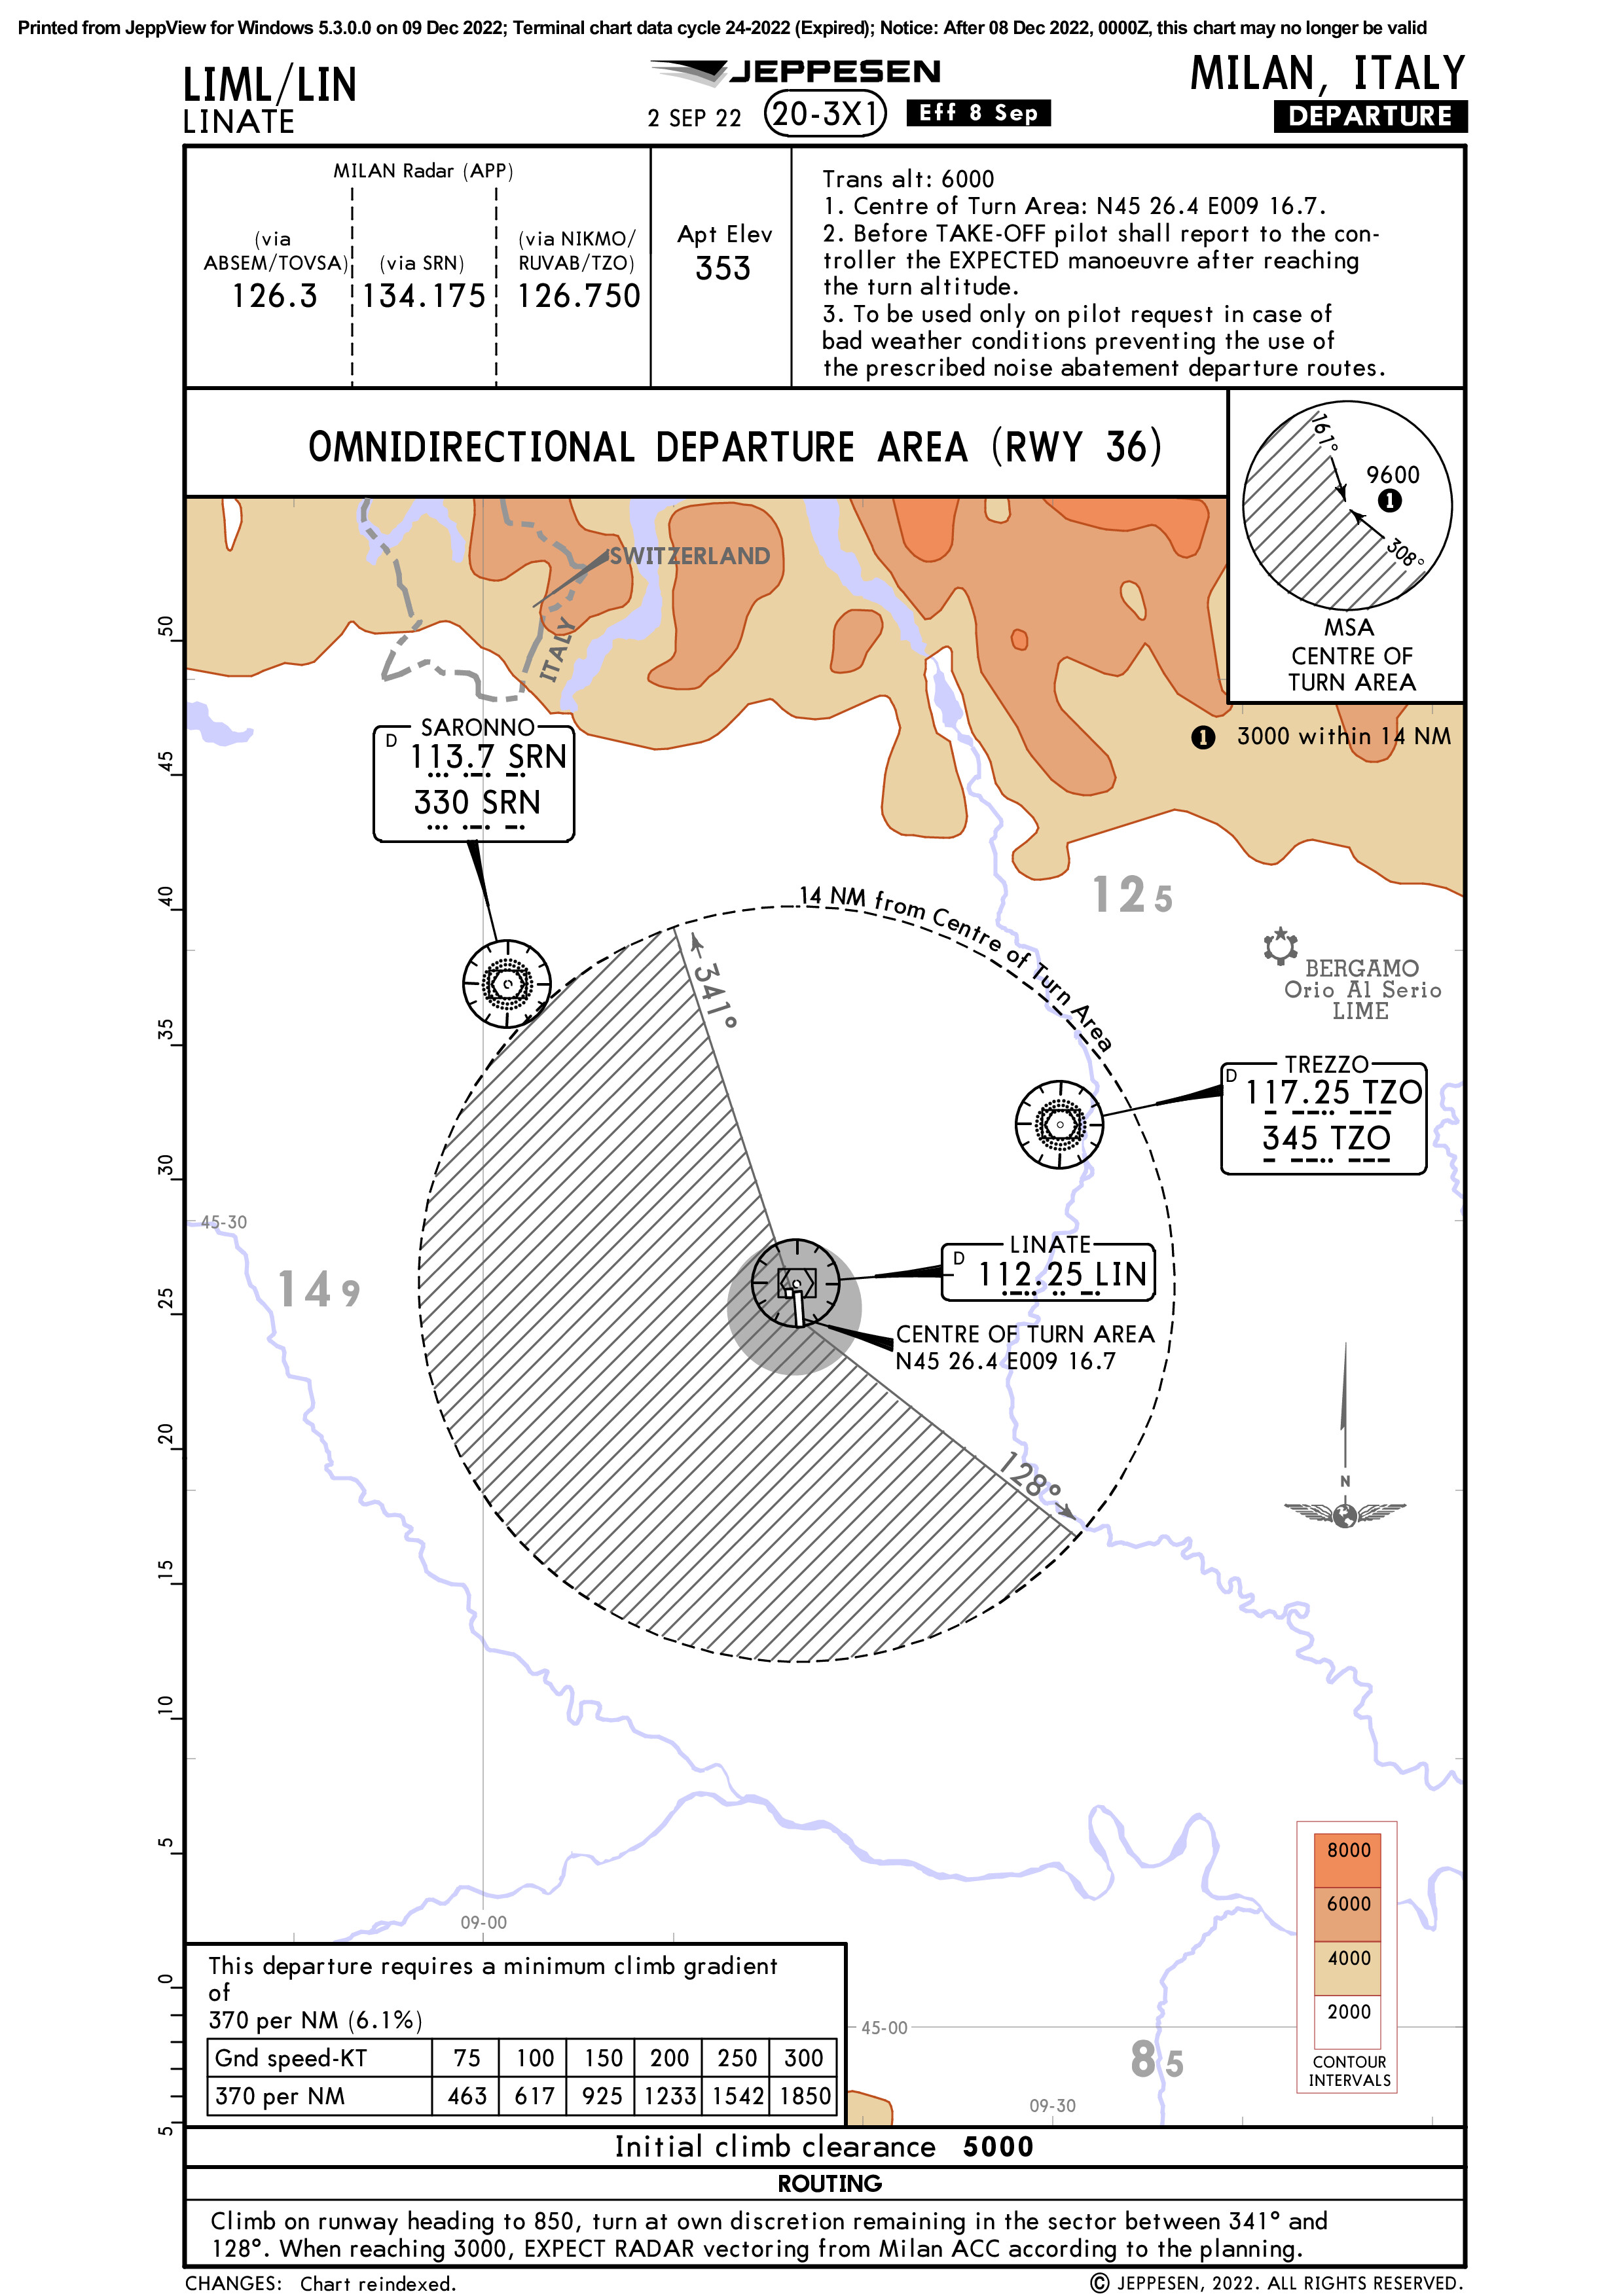 Printed from JeppView for Windows 5.3.0.0 on 09 Dec 2022; Terminal chart data cycle 24-2022 (Expired); Notice: After 08 Dec 2022, 0000Z, this chart may no longer be valid
LIML/LIN
LINATE
JEPPESEN
2 SEP 22
20-3X1
Eff 8 Sep
MILAN, ITALY
DEPARTURE
MILAN Radar (APP)
(via
ABSEM/TOVSA)
126.3
(via SRN)
134.175
(via NIKMO/
RUVAB/TZO)
126.750
Apt Elev
353
Trans alt: 6000
1. Centre of Turn Area: N45 26.4 E009 16.7.
2. Before TAKE-OFF pilot shall report to the con-
troller the EXPECTED manoeuvre after reaching
the turn altitude.
3. To be used only on pilot request in case of
bad weather conditions preventing the use of
the prescribed noise abatement departure routes.
OMNIDIRECTIONAL DEPARTURE AREA (RWY 36)
161°
9600
1
308°
MSA
CENTRE OF
TURN AREA
1 3000 within 14 NM
SWITZERLAND
ITALY
SARONNO
D
113.7 SRN
330 SRN
14 NM from Centre of Turn Area
341°
125
BERGAMO
Orio Al Serio
LIME
TREZZO
D
117.25 TZO
345 TZO
45-30
149
LINATE
D
112.25 LIN
CENTRE OF TURN AREA
N45 26.4 E009 16.7
128°
N
50
45
40
35
30
25
20
15
10
5
0
5
09-00
45-00
09-30
85
8000
6000
4000
2000
CONTOUR
INTERVALS
This departure requires a minimum climb gradient
of
370 per NM (6.1%)
Gnd speed-KT 75 100 150 200 250 300
370 per NM 463 617 925 1233 1542 1850
Initial climb clearance 5000
ROUTING
Climb on runway heading to 850, turn at own discretion remaining in the sector between 341° and
128°. When reaching 3000, EXPECT RADAR vectoring from Milan ACC according to the planning.
CHANGES: Chart reindexed.
© JEPPESEN, 2022. ALL RIGHTS RESERVED.